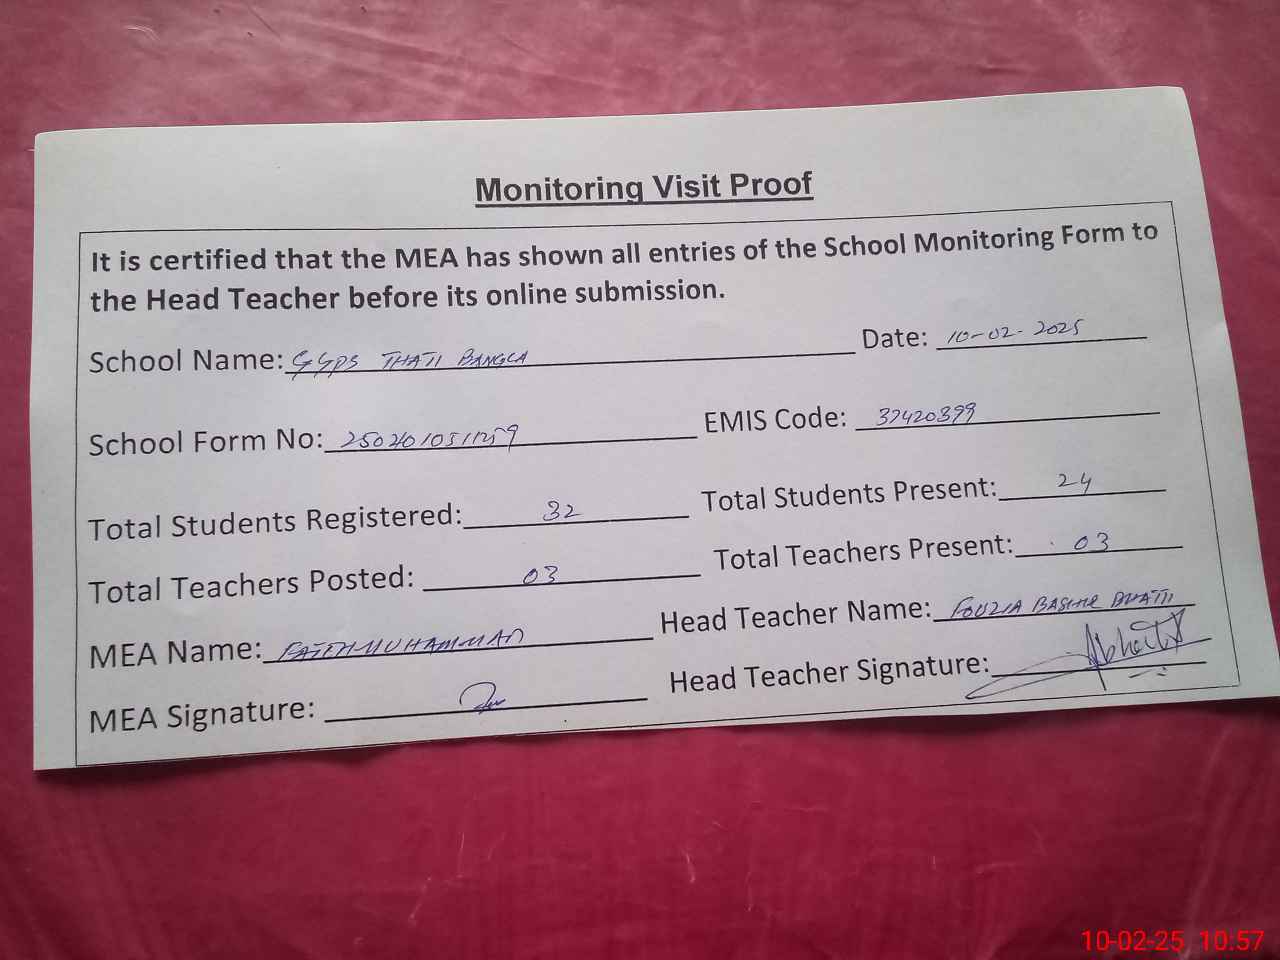 Monitoring Visit Proof
It is certified that the MEA has shown all entries of the School Monitoring Form to
the Head Teacher before its online submission.
School Name: GGPS THATI BANGLA Date: 10-02-2025
School Form No: EMIS Code: 37420399
Total Students Registered: 32 Total Students Present: 24
Total Teachers Posted: 03 Total Teachers Present: 03
MEA Name: FATEH MUHAMMAD Head Teacher Name: FOUZIA BASHIR BHATTI
MEA Signature: Head Teacher Signature:
10-02-25 10:57